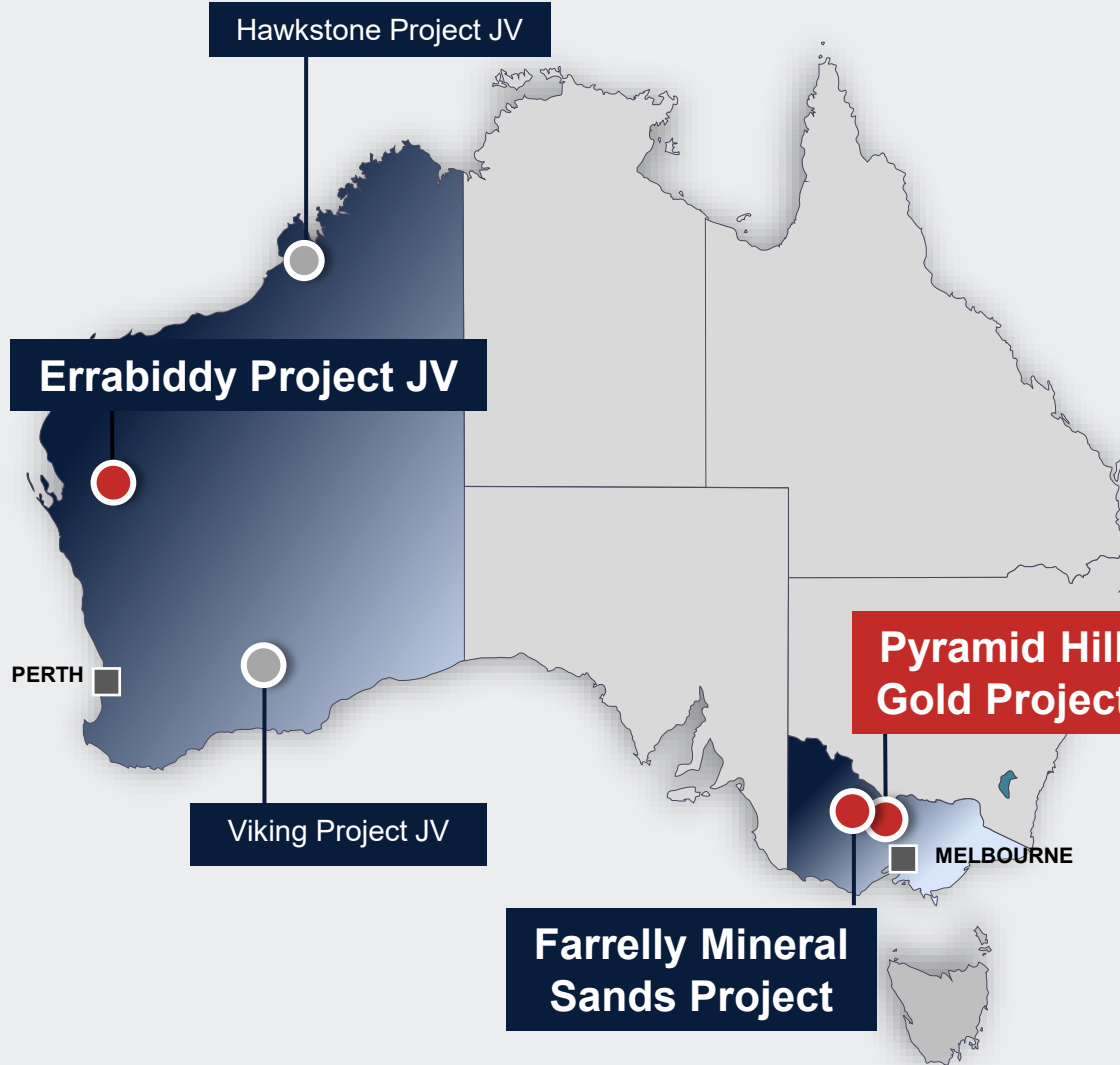 Hawkstone Project JV
Errabiddy Project JV
PERTH
Pyramid Hill
Gold Project
Viking Project JV
MELBOURNE
Farrelly Mineral
Sands Project